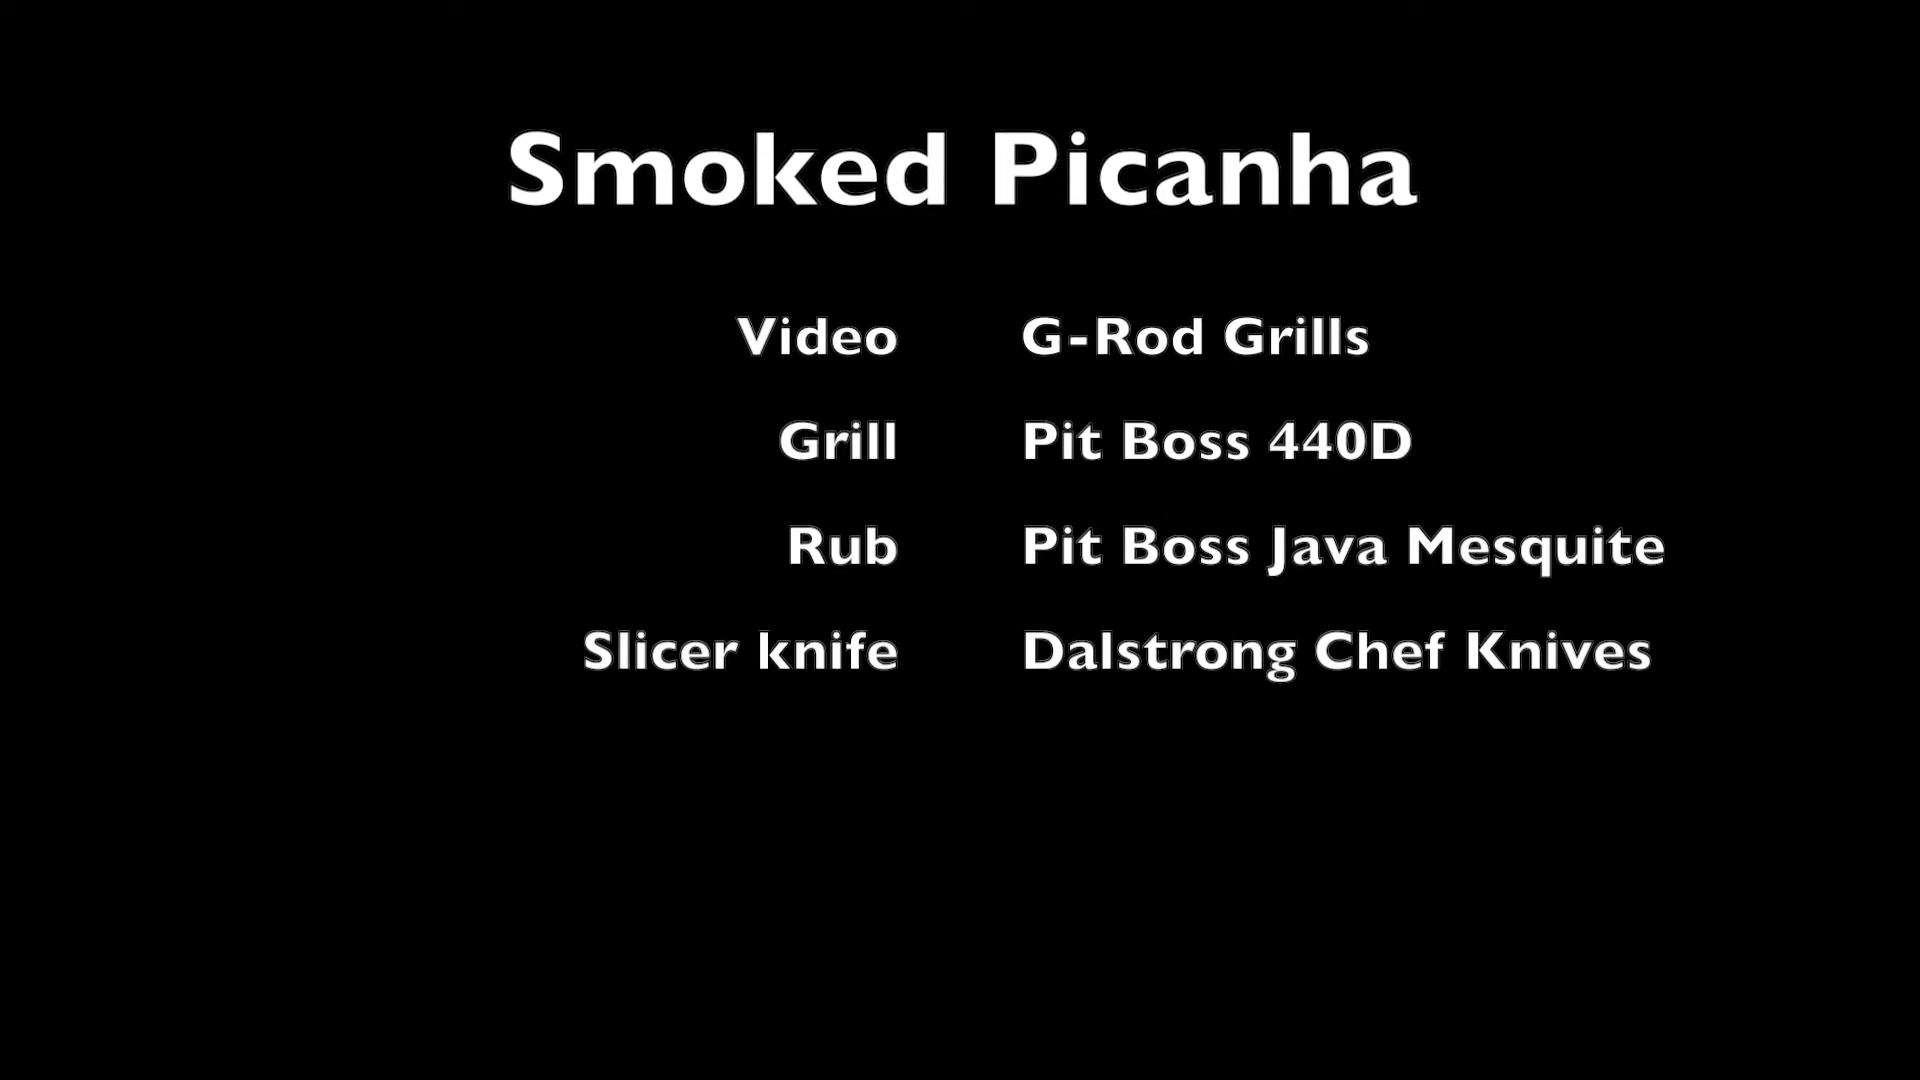 Smoked Picanha
Video G-Rod Grills
Grill Pit Boss 440D
Rub Pit Boss Java Mesquite
Slicer knife Dalstrong Chef Knives